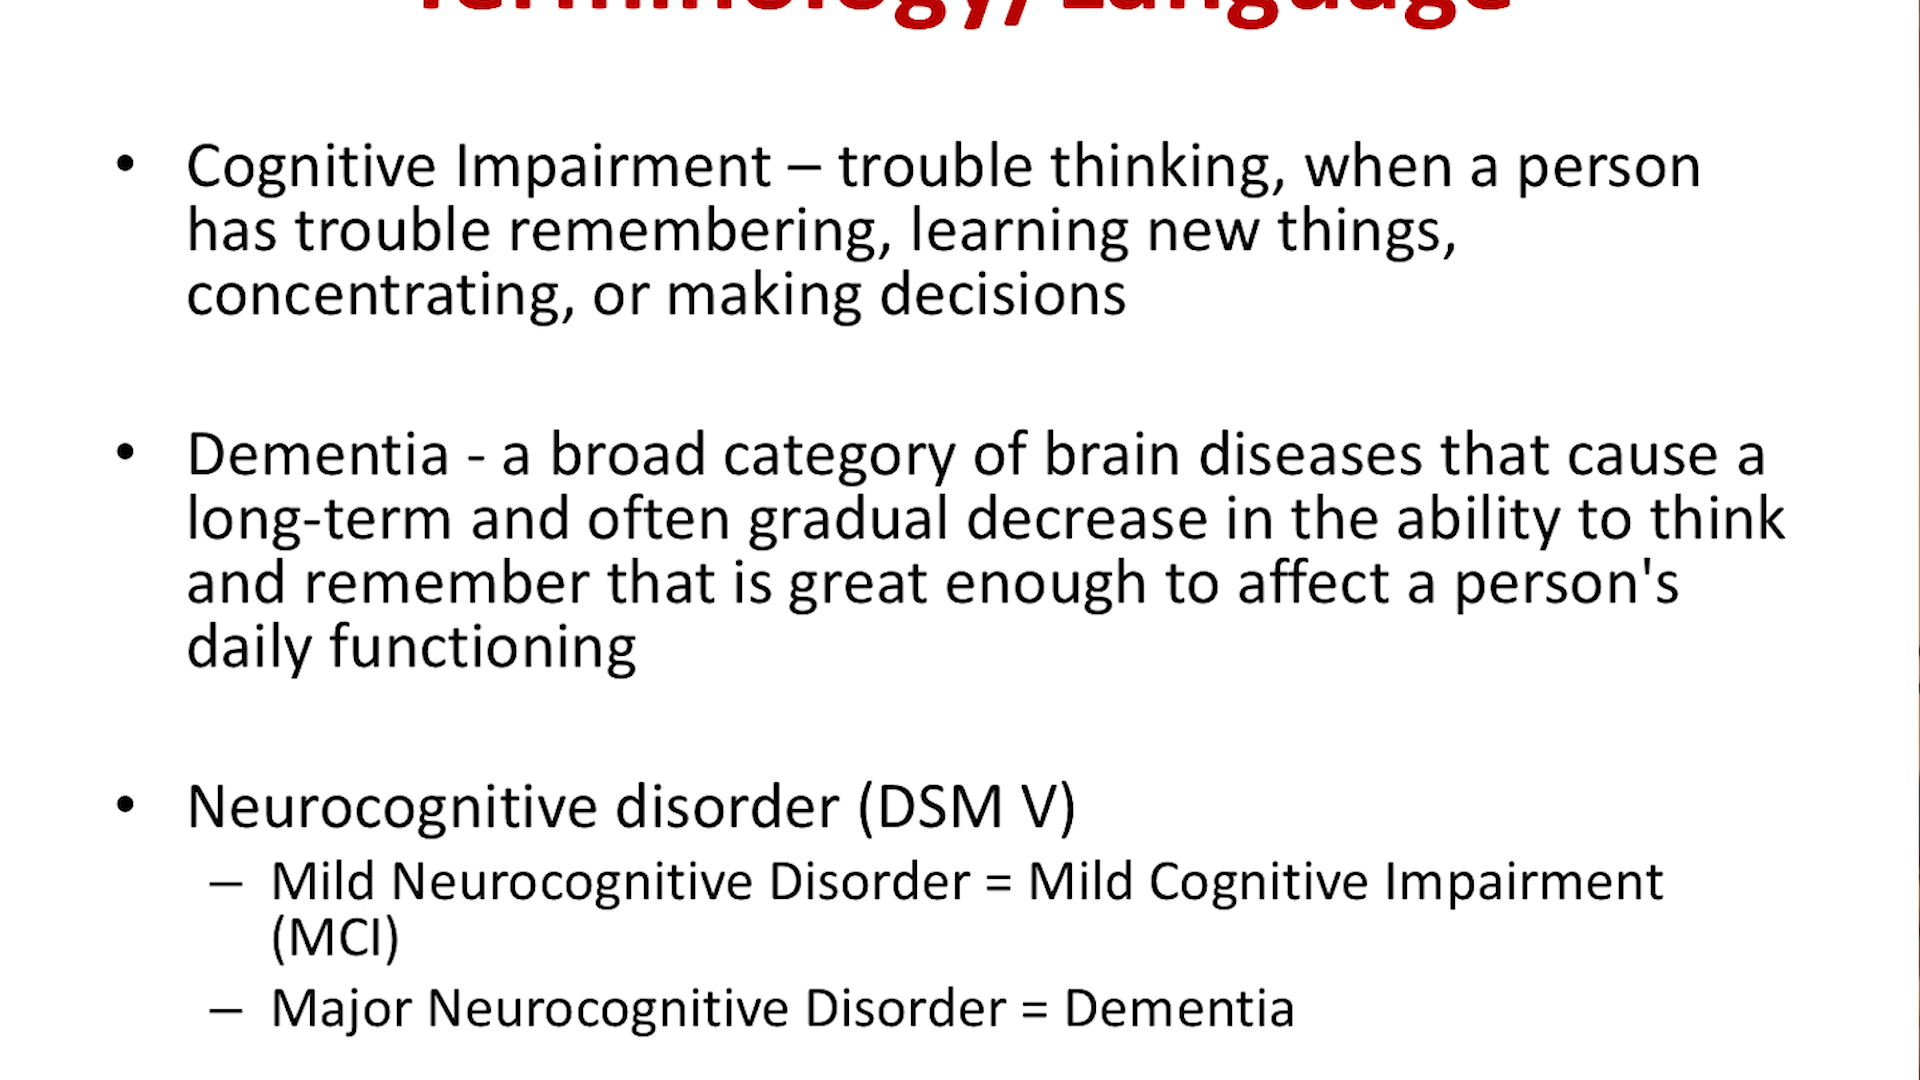 Terminology/Language
• Cognitive Impairment – trouble thinking, when a person
has trouble remembering, learning new things,
concentrating, or making decisions
• Dementia - a broad category of brain diseases that cause a
long-term and often gradual decrease in the ability to think
and remember that is great enough to affect a person's
daily functioning
• Neurocognitive disorder (DSM V)
– Mild Neurocognitive Disorder = Mild Cognitive Impairment
(MCI)
– Major Neurocognitive Disorder = Dementia